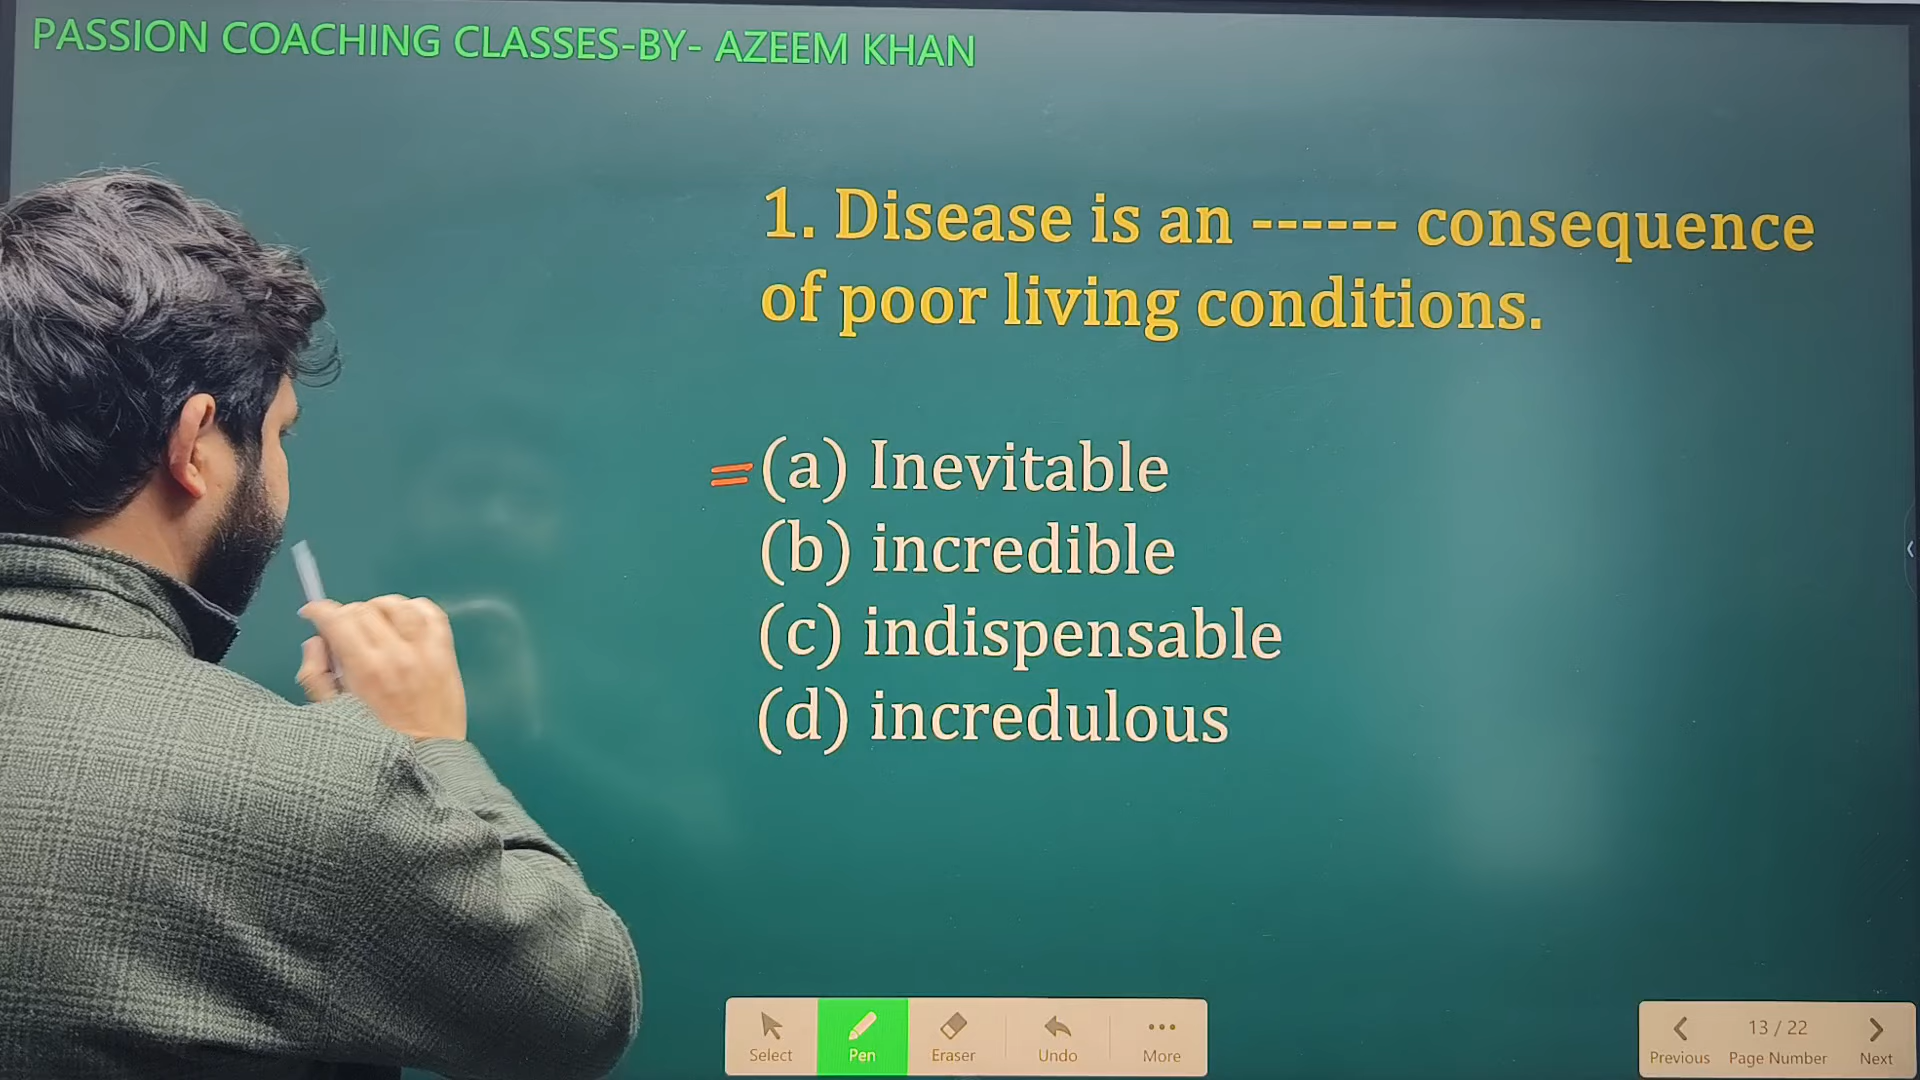 PASSION COACHING CLASSES-BY- AZEEM KHAN
1. Disease is an ------ consequence
of poor living conditions.
(a) Inevitable
(b) incredible
(c) indispensable
(d) incredulous
Select Pen Eraser Undo More
13 / 22
Previous Page Number Next